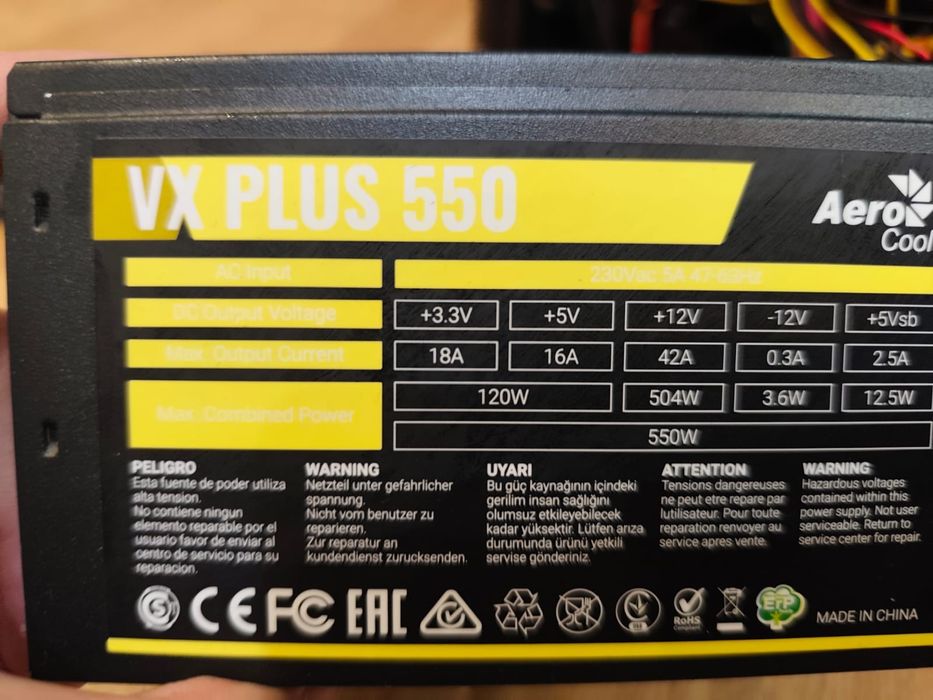 VX PLUS 550
Aero
Cool
AC Input 230Vac 5A 47-63Hz
DC Output Voltage +3.3V +5V +12V -12V +5Vsb
Max. Output Current 18A 16A 42A 0.3A 2.5A
Max. Combined Power 120W 504W 3.6W 12.5W
550W
PELIGRO
Esta fuente de poder utiliza
alta tension.
No contiene ningun
elemento reparable por el
usuario favor de enviar al
centro de servicio para su
reparacion.
WARNING
Netzteil unter gefahrlicher
spannung.
Nicht vom benutzer zu
reparieren.
Zur reparatur an
kundendienst zurucksenden.
UYARI
Bu güç kaynağının içindeki
gerilim insan sağlığını
olumsuz etkileyebilecek
kadar yüksektir. Lütfen arıza
durumunda ürünü yetkili
servise gönderiniz.
ATTENTION
Tensions dangereuses
ne peut etre repare par
lutilisateur. Pour toute
reparation renvoyer au
service apres vente.
WARNING
Hazardous voltages
contained within this
power supply. Not user
serviceable. Return to
service center for repair.
S CE FC EAC RoHS ErP MADE IN CHINA
Compliant